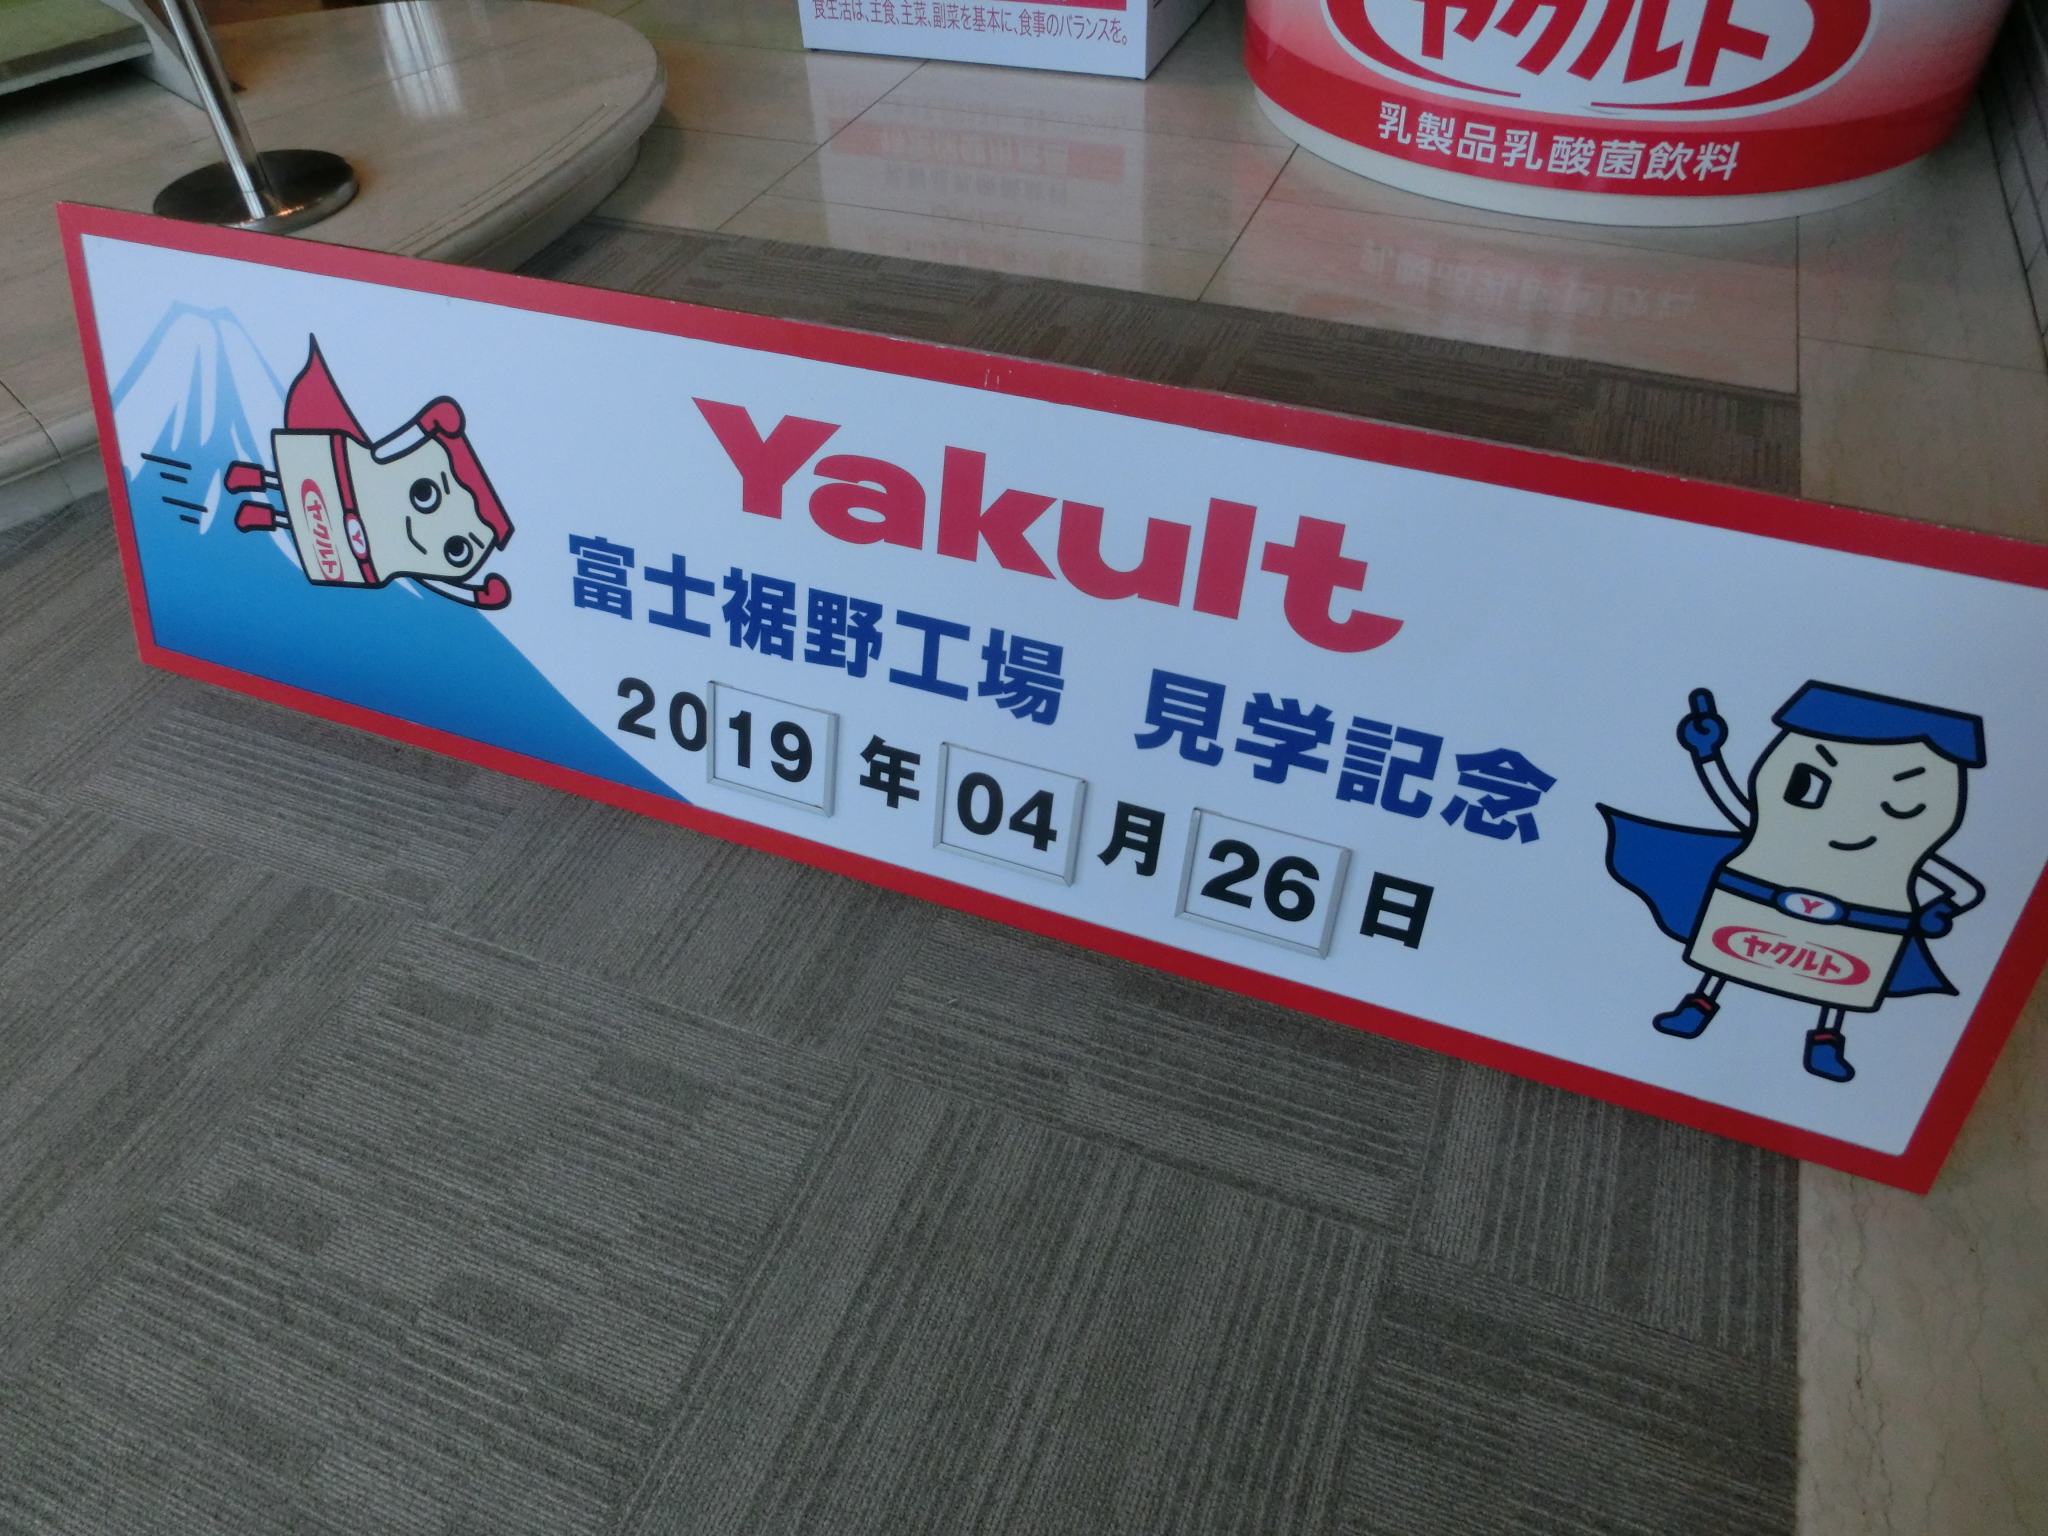 食生活は、主食、主菜、副菜を基本に、食事のバランスを。
ヤクルト
乳製品乳酸菌飲料
Yakult
富士裾野工場 見学記念
2019年04月26日
ヤクルト
Y
Y
ヤクルト